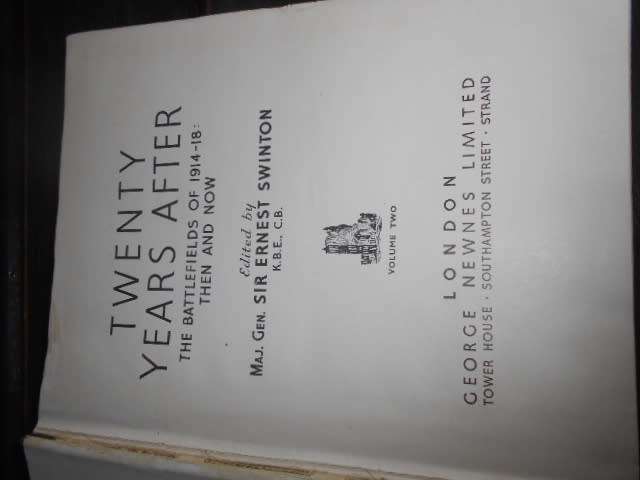 TWENTY
YEARS AFTER
THE BATTLEFIELDS OF 1914-18:
THEN AND NOW
Edited by
MAJ. GEN. SIR ERNEST SWINTON
K.B.E., C.B.
VOLUME TWO
LONDON
GEORGE NEWNES LIMITED
TOWER HOUSE · SOUTHAMPTON STREET · STRAND